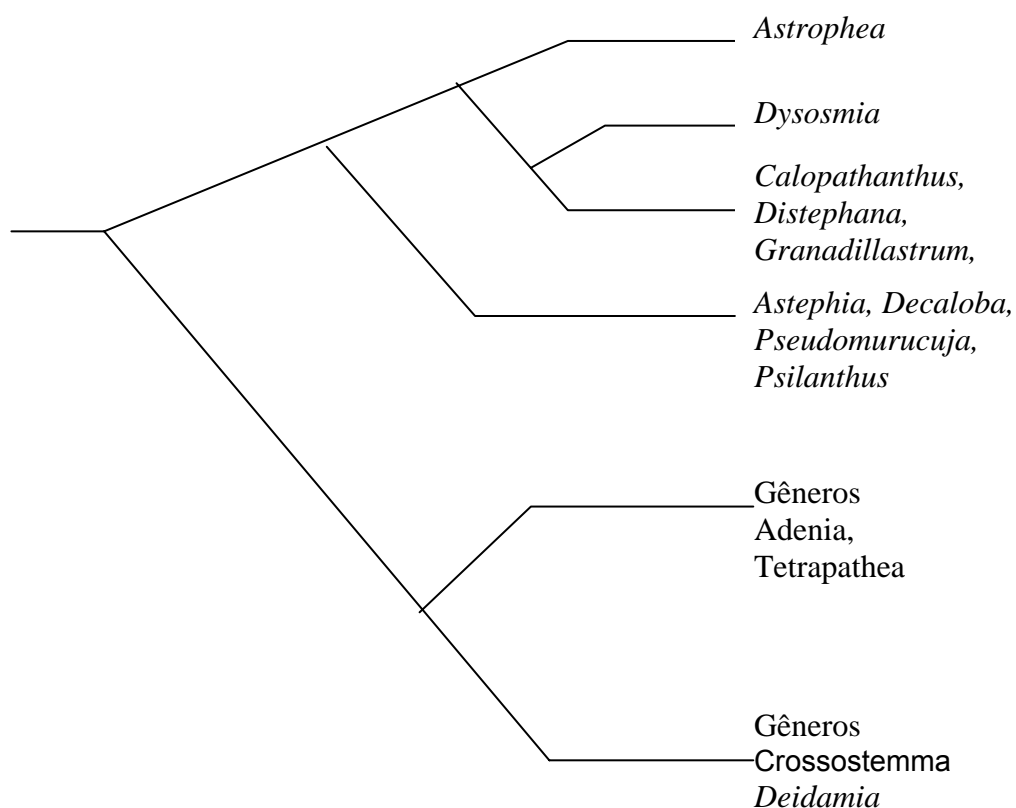 Astrophea
Dysosmia
Calopathanthus,
Distephana,
Granadillastrum,
Astephia, Decaloba,
Pseudomurucuja,
Psilanthus
Gêneros
Adenia,
Tetrapathea
Gêneros
Crossostemma
Deidamia